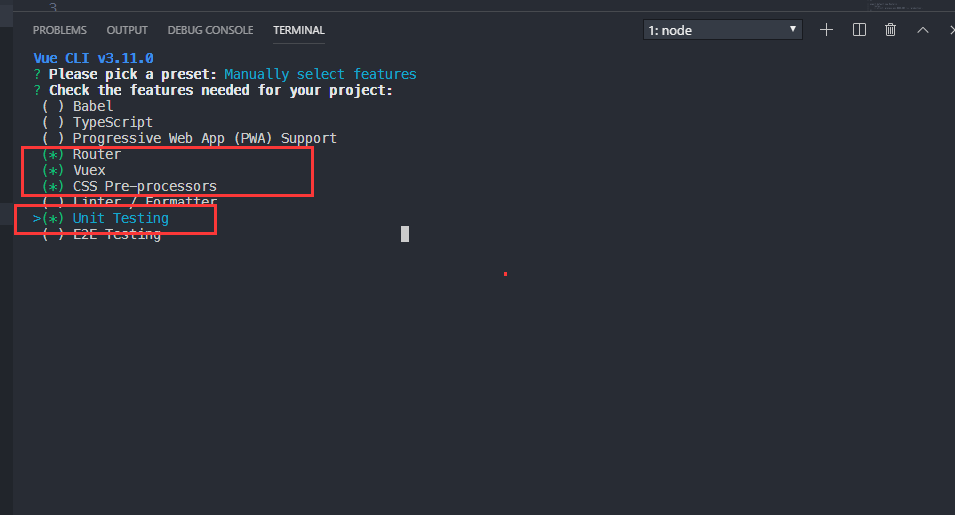 3
PROBLEMS OUTPUT DEBUG CONSOLE TERMINAL 1: node
Vue CLI v3.11.0
? Please pick a preset: Manually select features
? Check the features needed for your project:
( ) Babel
( ) TypeScript
( ) Progressive Web App (PWA) Support
(*) Router
(*) Vuex
(*) CSS Pre-processors
( ) Linter / Formatter
>(*) Unit Testing
( ) E2E Testing